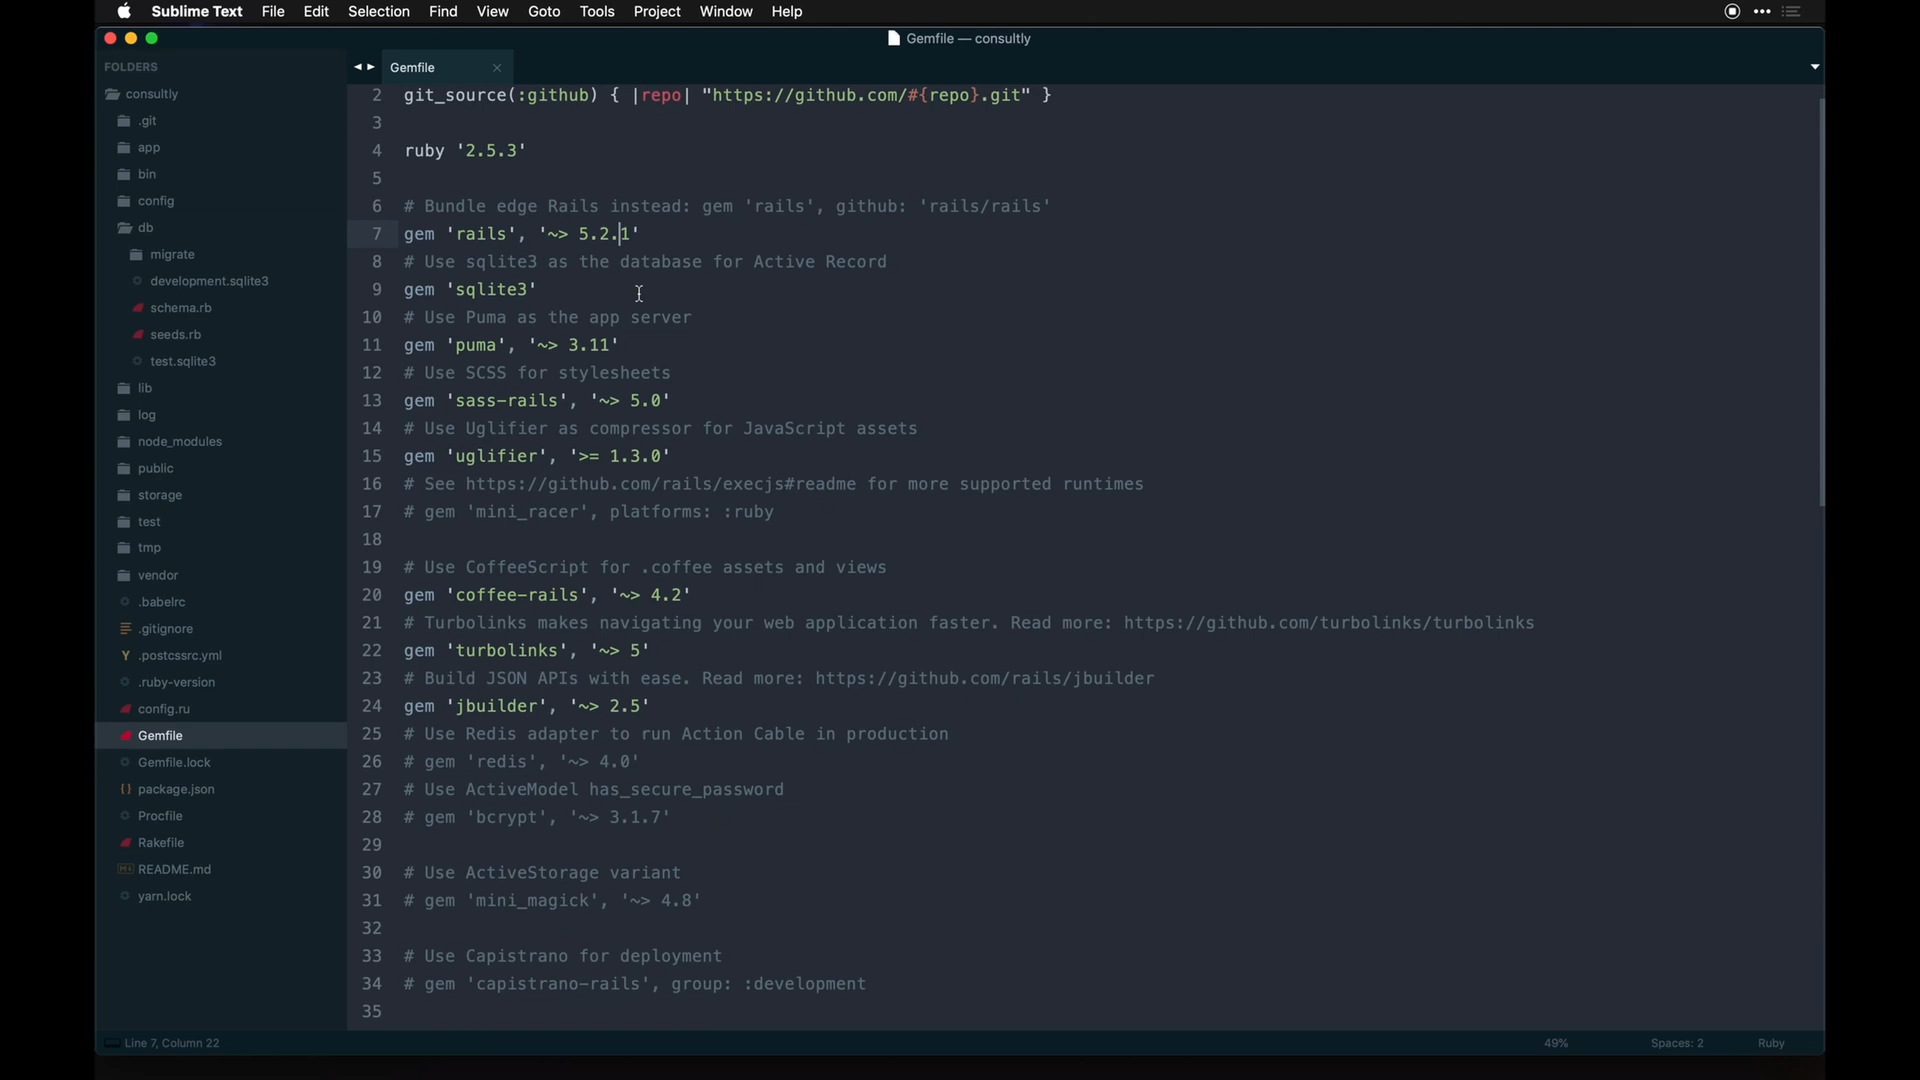 Sublime Text File Edit Selection Find View Goto Tools Project Window Help
Gemfile — consultly
FOLDERS
consultly
.git
app
bin
config
db
migrate
development.sqlite3
schema.rb
seeds.rb
test.sqlite3
lib
log
node_modules
public
storage
test
tmp
vendor
.babelrc
.gitignore
.postcssrc.yml
.ruby-version
config.ru
Gemfile
Gemfile.lock
package.json
Procfile
Rakefile
README.md
yarn.lock
Gemfile
2 git_source(:github) { |repo| "https://github.com/#{repo}.git" }
3
4 ruby '2.5.3'
5
6 # Bundle edge Rails instead: gem 'rails', github: 'rails/rails'
7 gem 'rails', '~> 5.2.1'
8 # Use sqlite3 as the database for Active Record
9 gem 'sqlite3'
10 # Use Puma as the app server
11 gem 'puma', '~> 3.11'
12 # Use SCSS for stylesheets
13 gem 'sass-rails', '~> 5.0'
14 # Use Uglifier as compressor for JavaScript assets
15 gem 'uglifier', '>= 1.3.0'
16 # See https://github.com/rails/execjs#readme for more supported runtimes
17 # gem 'mini_racer', platforms: :ruby
18
19 # Use CoffeeScript for .coffee assets and views
20 gem 'coffee-rails', '~> 4.2'
21 # Turbolinks makes navigating your web application faster. Read more: https://github.com/turbolinks/turbolinks
22 gem 'turbolinks', '~> 5'
23 # Build JSON APIs with ease. Read more: https://github.com/rails/jbuilder
24 gem 'jbuilder', '~> 2.5'
25 # Use Redis adapter to run Action Cable in production
26 # gem 'redis', '~> 4.0'
27 # Use ActiveModel has_secure_password
28 # gem 'bcrypt', '~> 3.1.7'
29
30 # Use ActiveStorage variant
31 # gem 'mini_magick', '~> 4.8'
32
33 # Use Capistrano for deployment
34 # gem 'capistrano-rails', group: :development
35
Line 7, Column 22 49% Spaces: 2 Ruby